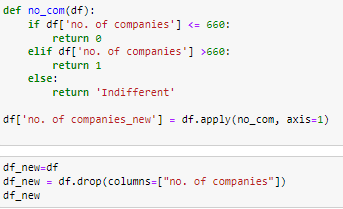 def no_com(df):
    if df['no. of companies'] <= 660:
        return 0
    elif df['no. of companies'] >660:
        return 1
    else:
        return 'Indifferent'
df['no. of companies_new'] = df.apply(no_com, axis=1)
df_new=df
df_new = df.drop(columns=["no. of companies"])
df_new